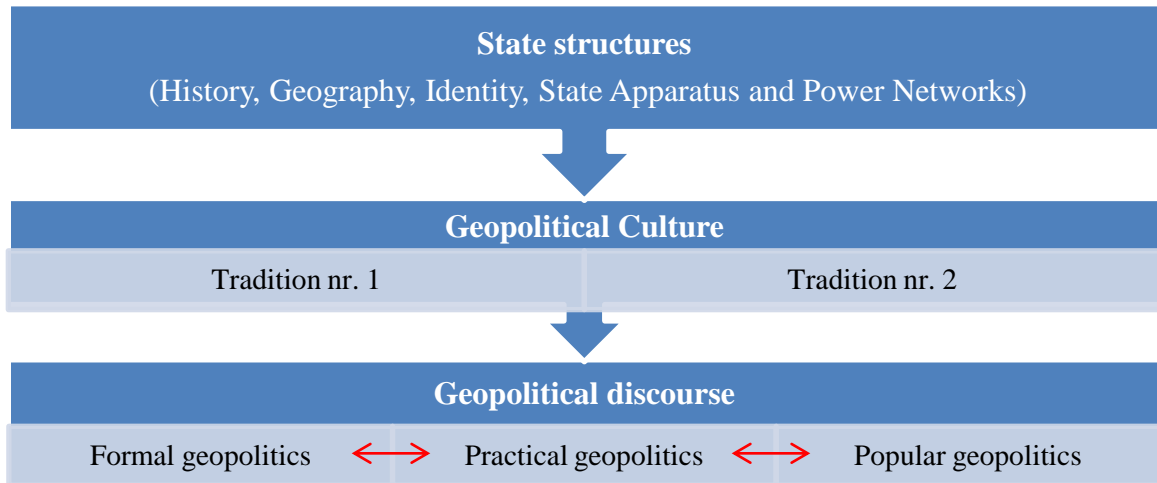 State structures
(History, Geography, Identity, State Apparatus and Power Networks)
Geopolitical Culture
Tradition nr. 1
Tradition nr. 2
Geopolitical discourse
Formal geopolitics
Practical geopolitics
Popular geopolitics